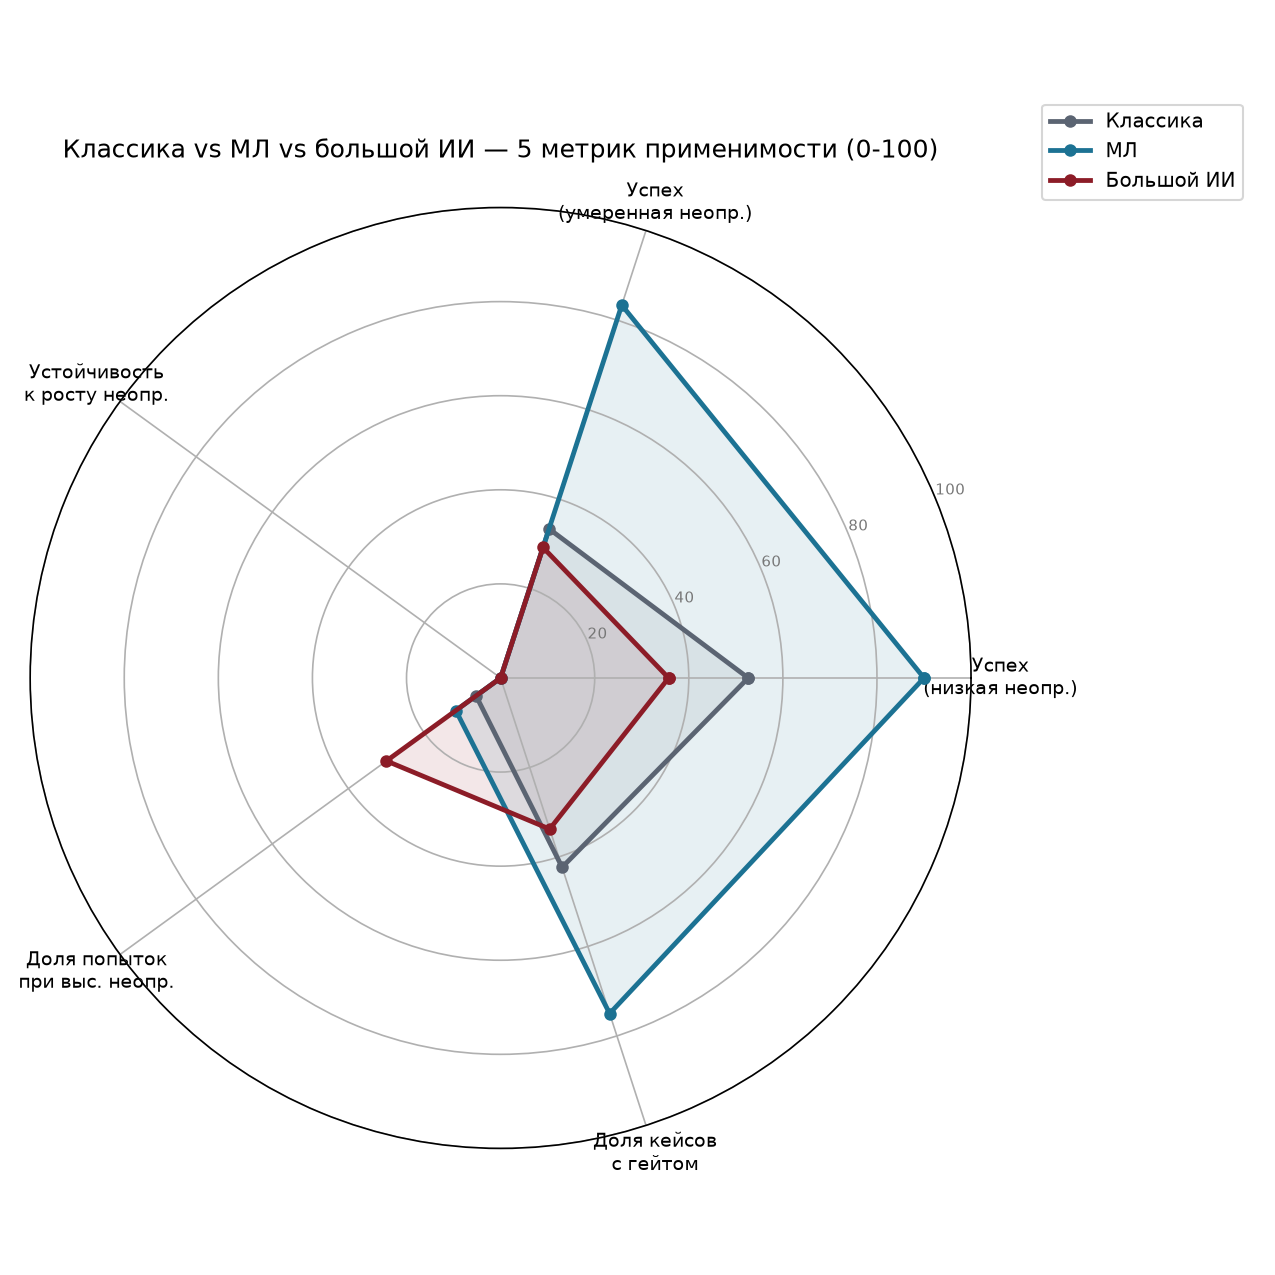 Классика vs МЛ vs большой ИИ — 5 метрик применимости (0-100)
Классика
МЛ
Большой ИИ
Успех
(умеренная неопр.)
Устойчивость
к росту неопр.
100
80
60
40
20
Успех
(низкая неопр.)
Доля попыток
при выс. неопр.
Доля кейсов
с гейтом